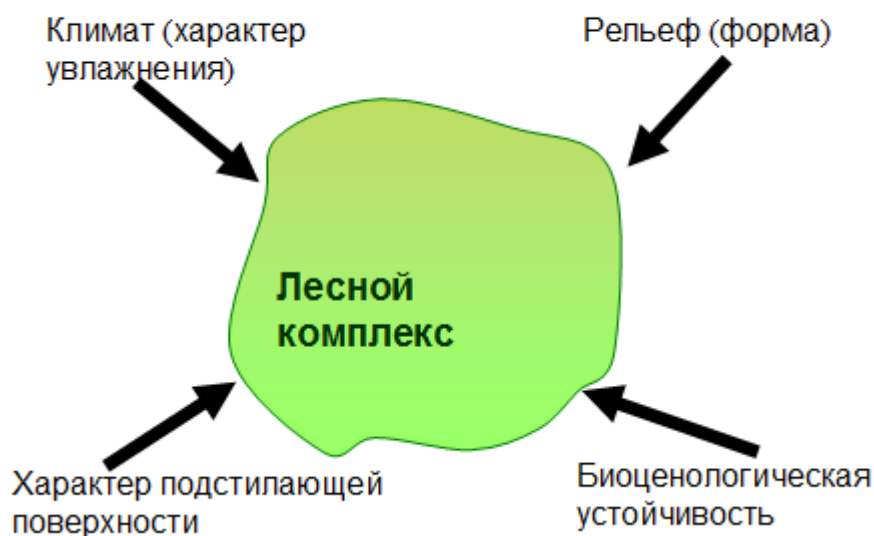 Климат (характер
увлажнения)
Рельеф (форма)
Лесной
комплекс
Характер подстилающей
поверхности
Биоценологическая
устойчивость